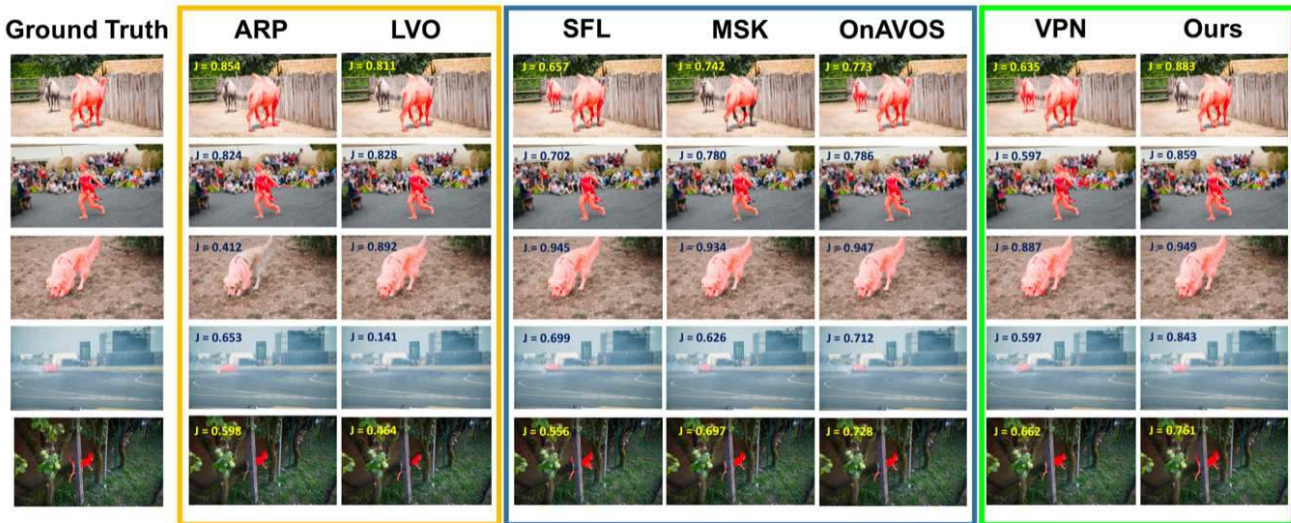 Ground Truth ARP LVO SFL MSK OnAVOS VPN Ours
J = 0.854 J = 0.811 J = 0.657 J = 0.742 J = 0.773 J = 0.635 J = 0.883
J = 0.824 J = 0.828 J = 0.702 J = 0.780 J = 0.786 J = 0.597 J = 0.859
J = 0.412 J = 0.892 J = 0.945 J = 0.934 J = 0.947 J = 0.887 J = 0.949
J = 0.653 J = 0.141 J = 0.699 J = 0.626 J = 0.712 J = 0.597 J = 0.843
J = 0.598 J = 0.464 J = 0.556 J = 0.697 J = 0.728 J = 0.662 J = 0.761